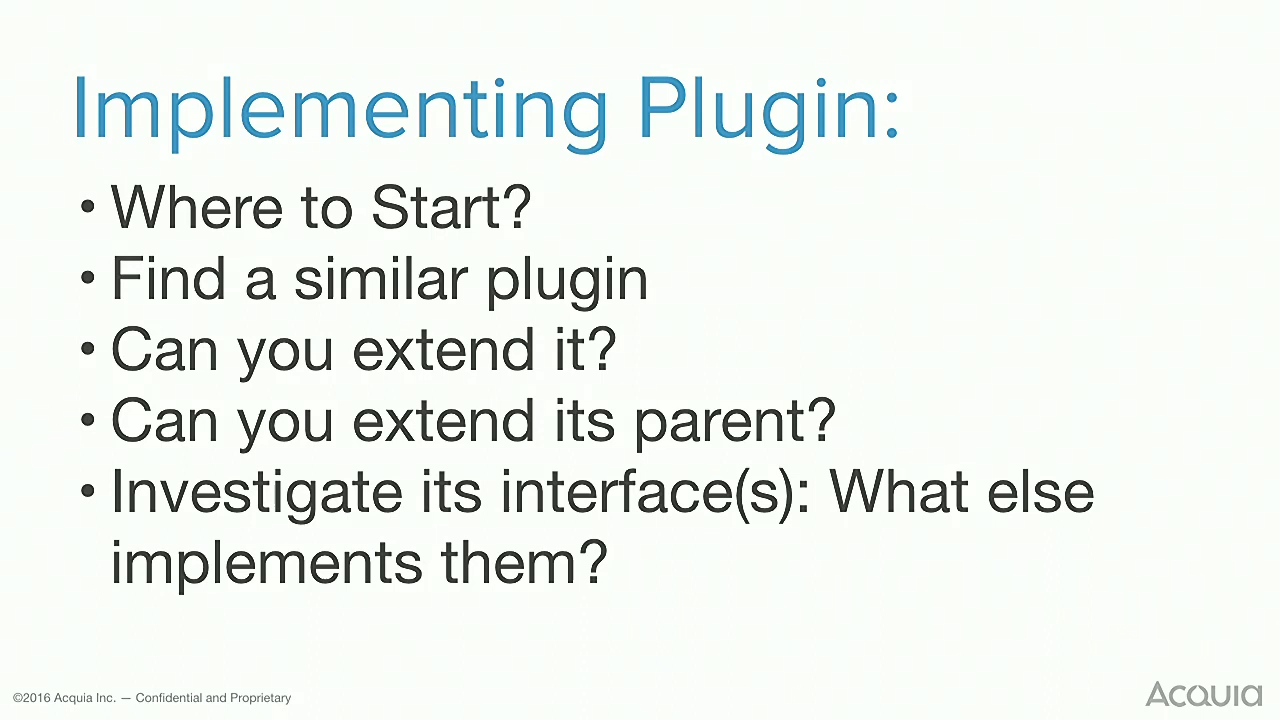 Implementing Plugin:
• Where to Start?
• Find a similar plugin
• Can you extend it?
• Can you extend its parent?
• Investigate its interface(s): What else
implements them?
©2016 Acquia Inc. — Confidential and Proprietary
Acquia